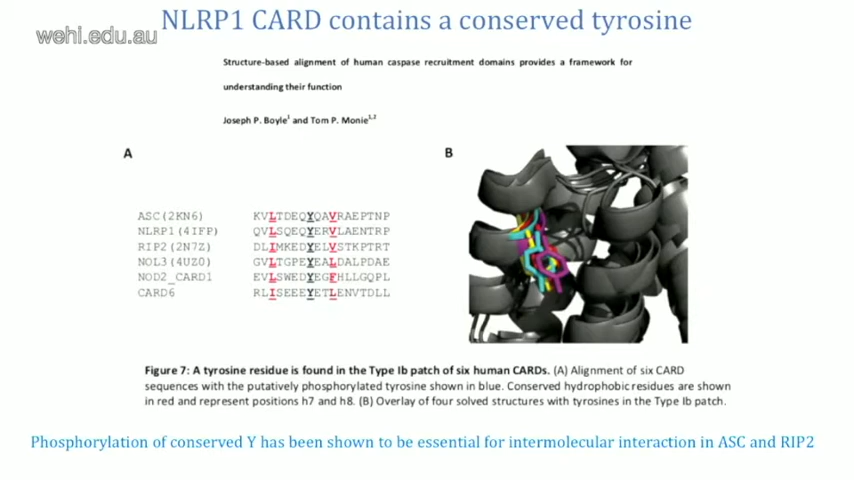 NLRP1 CARD contains a conserved tyrosine
wehi.edu.au
Structure-based alignment of human caspase recruitment domains provides a framework for
understanding their function
Joseph P. Boyle1 and Tom P. Monie1,2
A
B
ASC(2KN6) KVLTDEQYQAVRAEPTNP
NLRP1(4IFP) QVLSQEQYERVLAENTRP
RIP2(2N7Z) DLIMKEDYELVSTKPTRT
NOL3(4UZ0) GVLTGPEYEALDALPDAE
NOD2_CARD1 EVLSWEDYEGFHLLGQPL
CARD6 RLISEEEYETLENVTDLL
Figure 7: A tyrosine residue is found in the Type Ib patch of six human CARDs. (A) Alignment of six CARD
sequences with the putatively phosphorylated tyrosine shown in blue. Conserved hydrophobic residues are shown
in red and represent positions h7 and h8. (B) Overlay of four solved structures with tyrosines in the Type Ib patch.
Phosphorylation of conserved Y has been shown to be essential for intermolecular interaction in ASC and RIP2